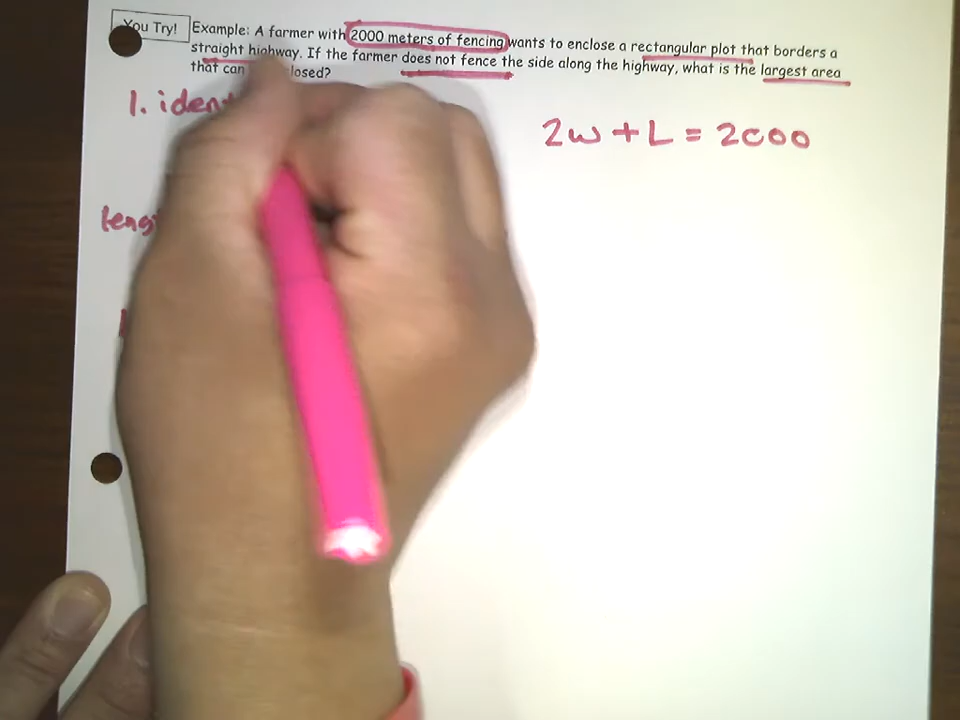 You Try! Example: A farmer with 2000 meters of fencing wants to enclose a rectangular plot that borders a
straight highway. If the farmer does not fence the side along the highway, what is the largest area
that can losed?
1. ident
2w + L = 2000
leng